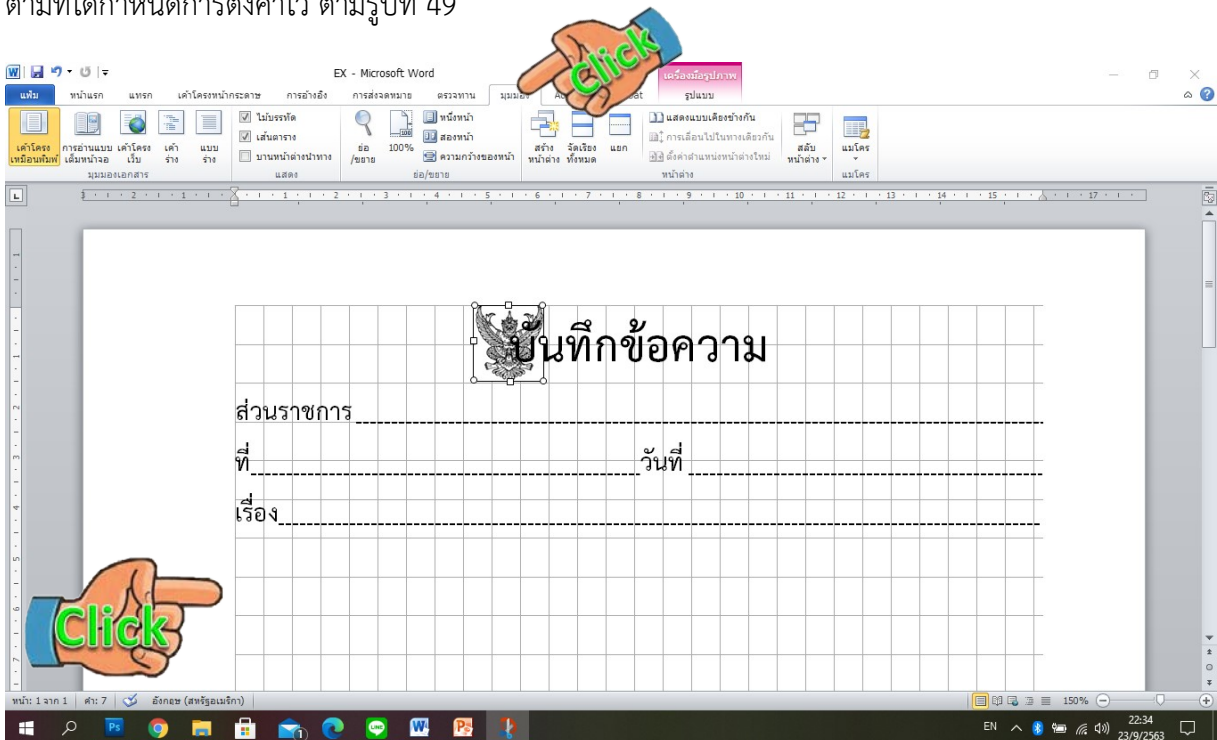 ตามที่ได้กำหนดการตั้งค่าไว้ ตามรูปที่ 49
Click
EX - Microsoft Word
เครื่องมือรูปภาพ
แฟ้ม หน้าแรก แทรก เค้าโครงหน้ากระดาษ การอ้างอิง การส่งจดหมาย ตรวจทาน มุมมอง รูปแบบ
เค้าโครงเหมือนพิมพ์ การอ่านแบบเต็มหน้าจอ เค้าโครงเว็บ เค้าร่าง แบบร่าง
มุมมองเอกสาร
ไม้บรรทัด
เส้นตาราง
บานหน้าต่างนำทาง
แสดง
ย่อ/ขยาย 100%
หนึ่งหน้า
สองหน้า
ความกว้างของหน้า
ย่อ/ขยาย
สร้างหน้าต่าง จัดเรียงทั้งหมด แยก
แสดงแบบเคียงข้างกัน
การเลื่อนไปในทางเดียวกัน
ตั้งค่าตำแหน่งหน้าต่างใหม่
สลับหน้าต่าง
หน้าต่าง
แมโคร
แมโคร
3 2 1 1 2 3 4 5 6 7 8 9 10 11 12 13 14 15 17
บันทึกข้อความ
ส่วนราชการ
ที่ วันที่
เรื่อง
Click
หน้า: 1 จาก 1 คำ: 7 อังกฤษ (สหรัฐอเมริกา) 150%
EN 22:34
23/9/2563